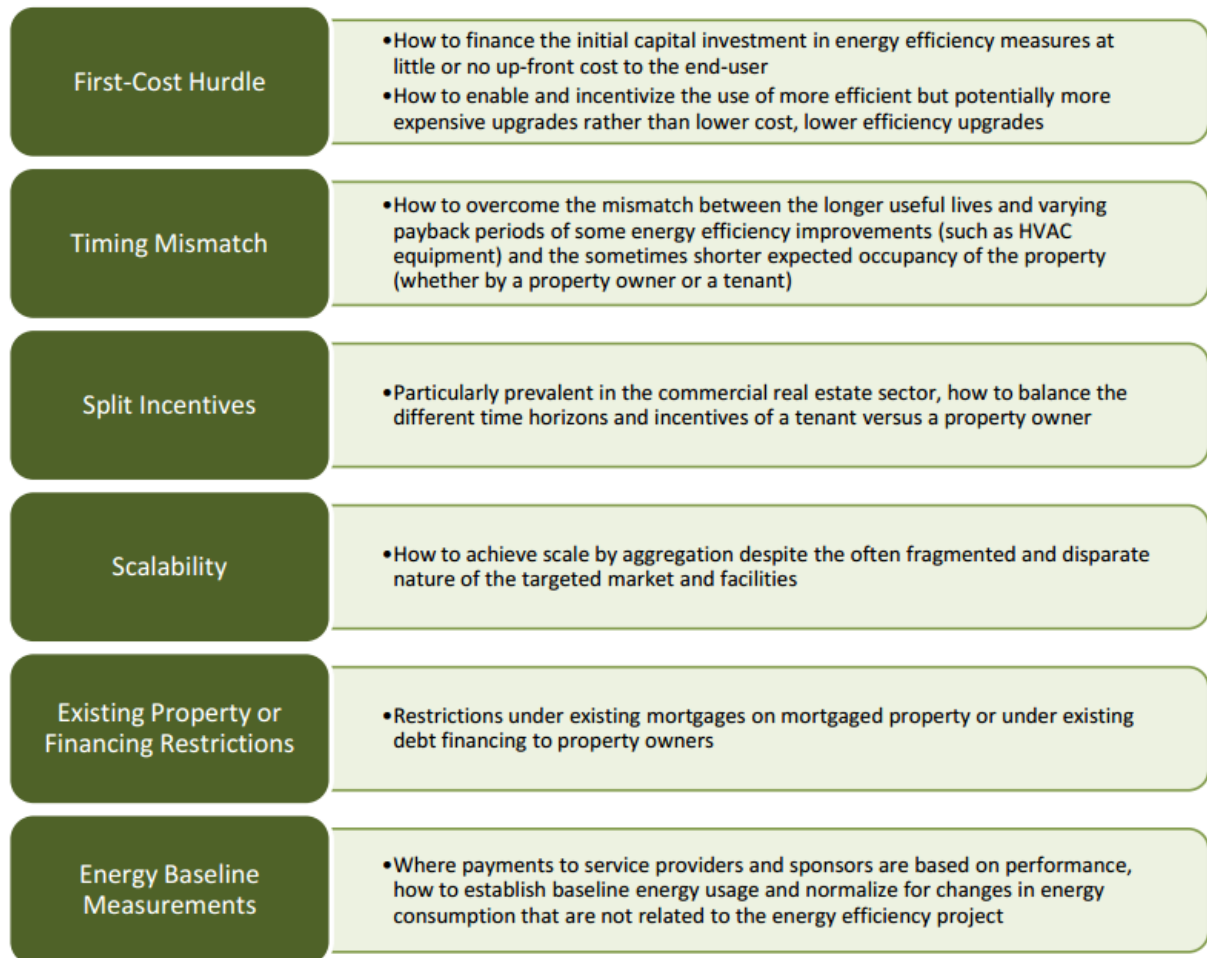 First-Cost Hurdle
•How to finance the initial capital investment in energy efficiency measures at
little or no up-front cost to the end-user
•How to enable and incentivize the use of more efficient but potentially more
expensive upgrades rather than lower cost, lower efficiency upgrades
Timing Mismatch
•How to overcome the mismatch between the longer useful lives and varying
payback periods of some energy efficiency improvements (such as HVAC
equipment) and the sometimes shorter expected occupancy of the property
(whether by a property owner or a tenant)
Split Incentives
•Particularly prevalent in the commercial real estate sector, how to balance the
different time horizons and incentives of a tenant versus a property owner
Scalability
•How to achieve scale by aggregation despite the often fragmented and disparate
nature of the targeted market and facilities
Existing Property or
Financing Restrictions
•Restrictions under existing mortgages on mortgaged property or under existing
debt financing to property owners
Energy Baseline
Measurements
•Where payments to service providers and sponsors are based on performance,
how to establish baseline energy usage and normalize for changes in energy
consumption that are not related to the energy efficiency project